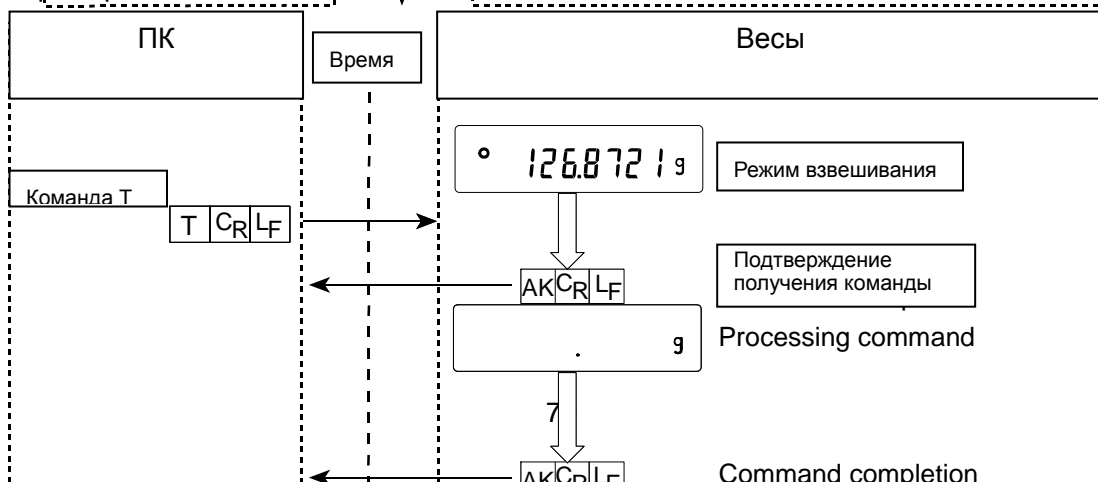 ПК
Время
Весы
126.8721 g
Режим взвешивания
Команда Т
T CR LF
Подтверждение
получения команды
AK CR LF
. g
Processing command
7
AK CR LF
Command completion